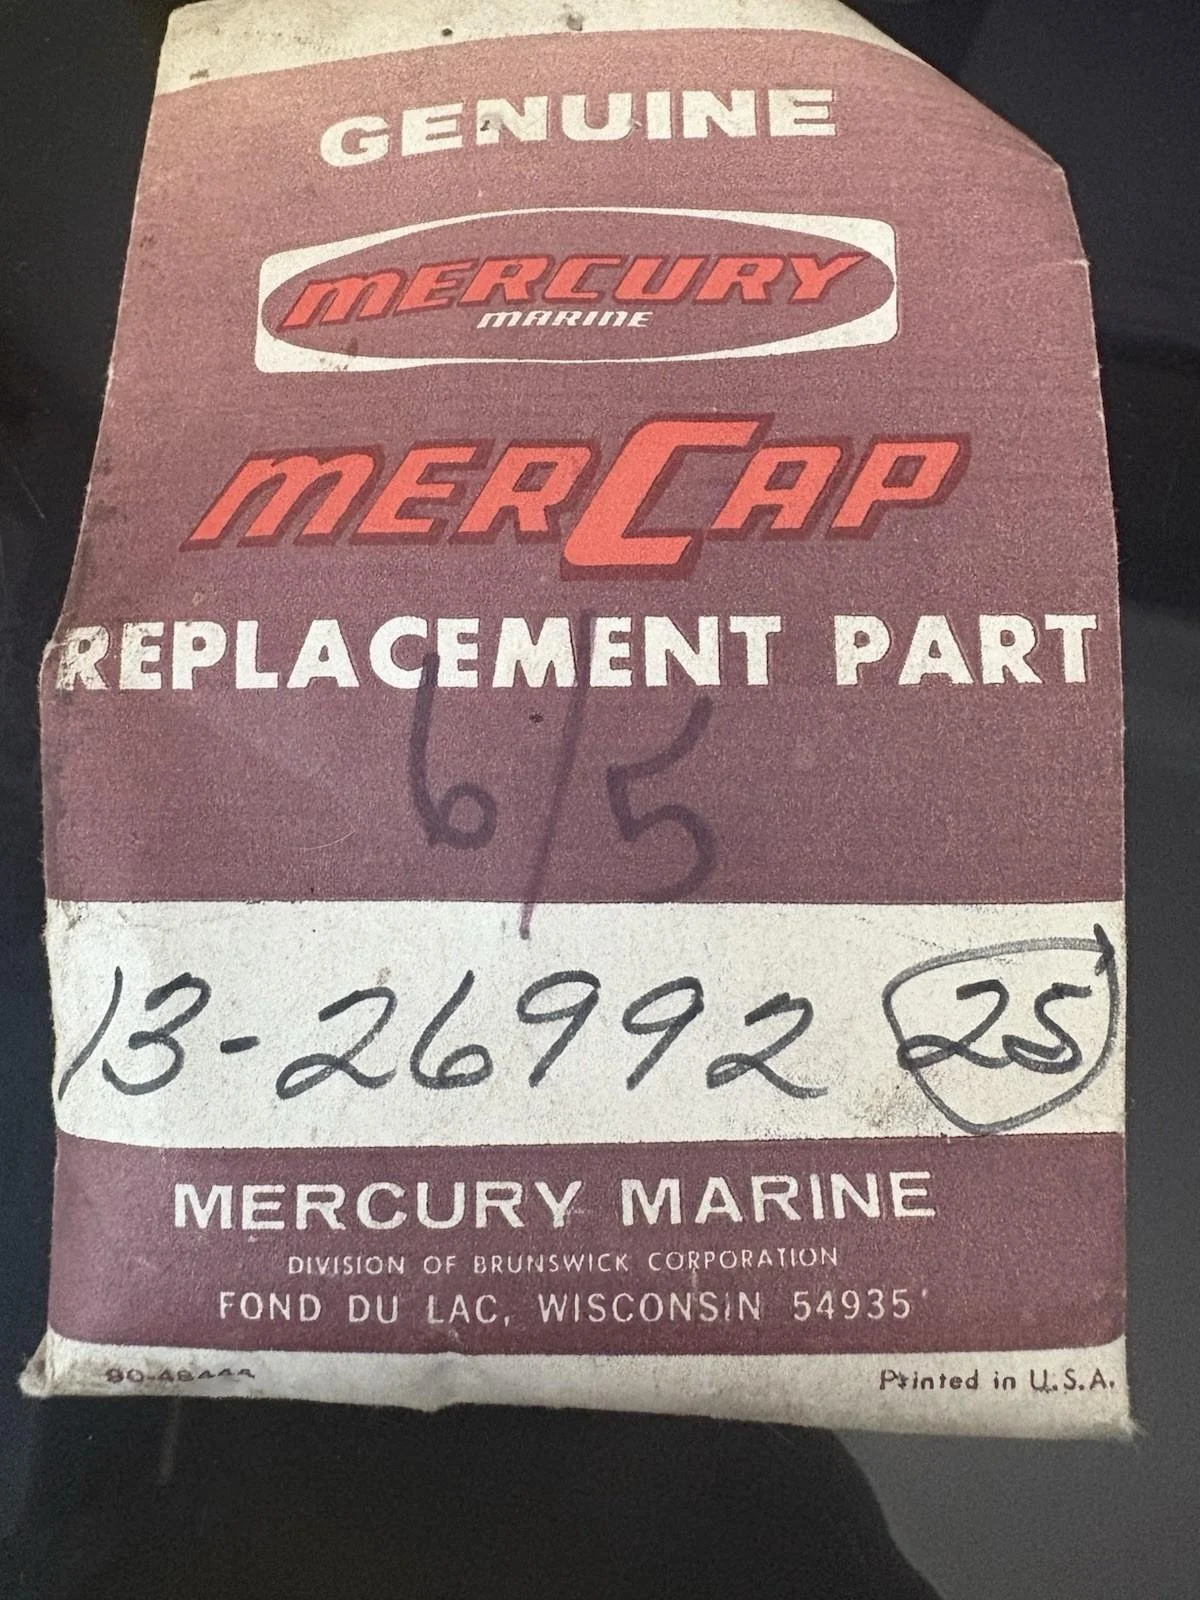 GENUINE
MERCURY
MARINE
MERCAP
REPLACEMENT PART
6/5
13-26992 25
MERCURY MARINE
DIVISION OF BRUNSWICK CORPORATION
FOND DU LAC, WISCONSIN 54935
Printed in U.S.A.